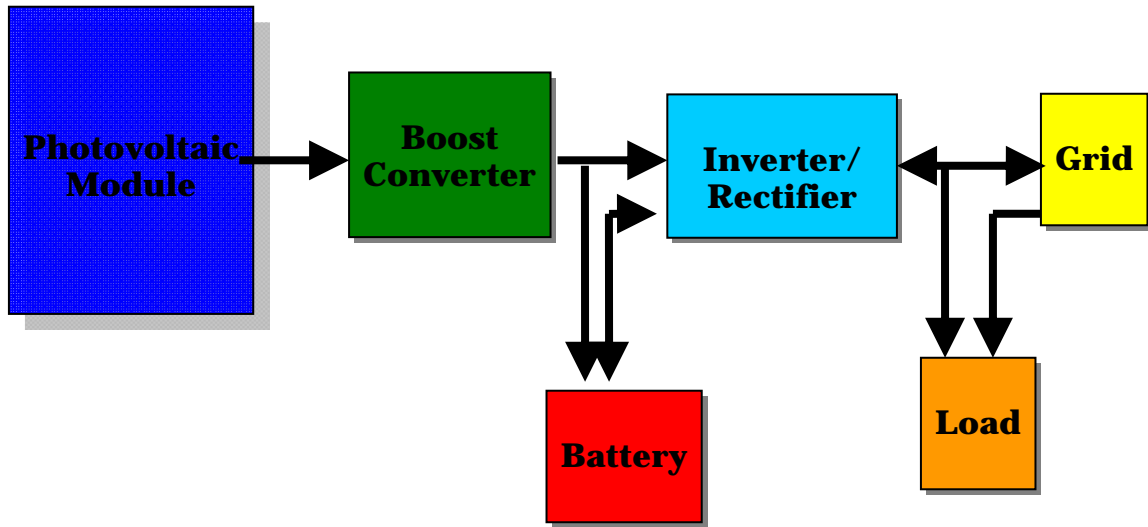 Photovoltaic
Module
Boost
Converter
Inverter/
Rectifier
Grid
Battery
Load